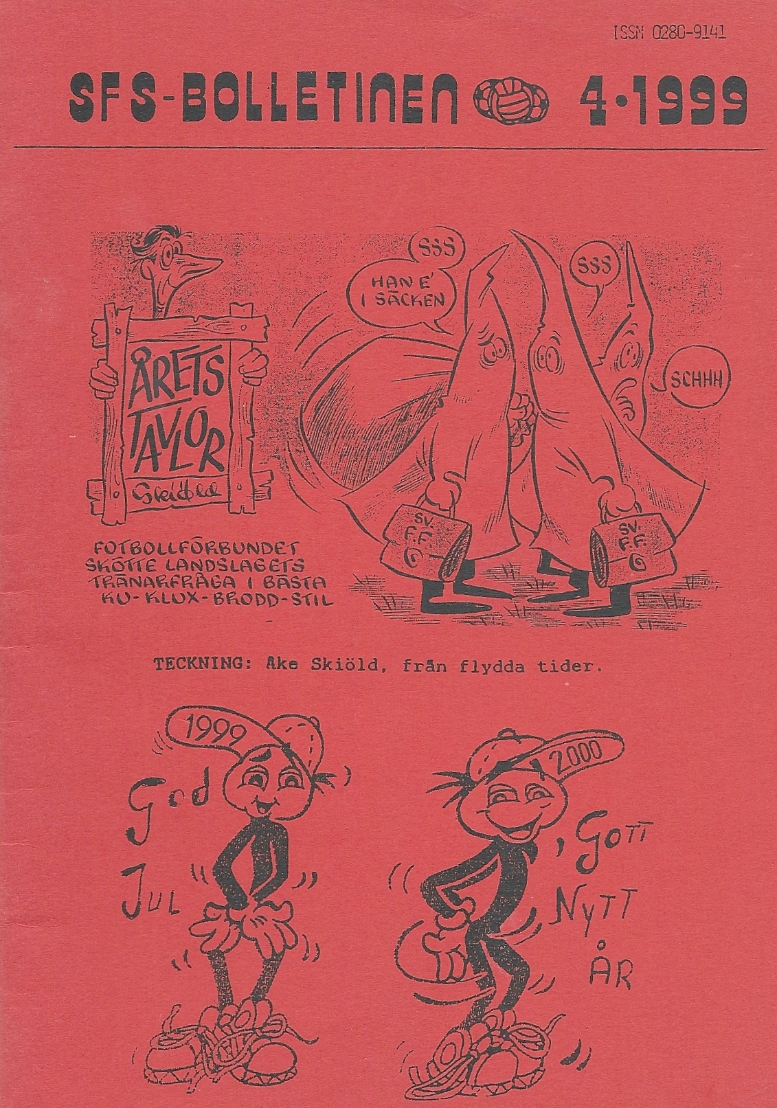 ISSN 0280-9141
SFS-BOLLETINEN 4·1999
SSS
HAN E'
I SÄCKEN
SSS
SCHHH
ÅRETS
TAVLOR
Skiöld
SV.
F.F.
SV.
F.F.
FOTBOLLFÖRBUNDET
SKÖTTE LANDSLAGETS
TRÄNARFRÅGA I BÄSTA
KU-KLUX-BRODD-STIL
TECKNING: Åke Skiöld, från flydda tider.
1999
God
JUL
2000
, GOTT
NYTT
ÅR